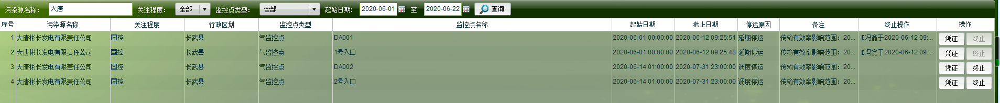 污染源名称： 大唐 关注程度： 全部 监控点类型： 全部 起始日期： 2020-06-01 至 2020-06-22 查询
序号 污染源名称 关注程度 行政区划 监控点类型 监控点名称 起始日期 截止日期 停运原因 备注 终止操作 操作
1 大唐彬长发电有限责任公司 国控 长武县 气监控点 DA001 2020-06-01 00:00:00 2020-06-12 09:25:51 延期停运 传输有效率影响范围：20... 【冯鑫于2020-06-12 09:... 凭证 终止
2 大唐彬长发电有限责任公司 国控 长武县 气监控点 1号入口 2020-06-01 00:00:00 2020-06-12 09:25:48 延期停运 传输有效率影响范围：20... 【冯鑫于2020-06-12 09:... 凭证 终止
3 大唐彬长发电有限责任公司 国控 长武县 气监控点 DA002 2020-06-14 01:00:00 2020-07-31 23:00:00 调度停运 传输有效率影响范围：20... 凭证 终止
4 大唐彬长发电有限责任公司 国控 长武县 气监控点 2号入口 2020-06-14 01:00:00 2020-07-31 23:00:00 调度停运 传输有效率影响范围：20... 凭证 终止